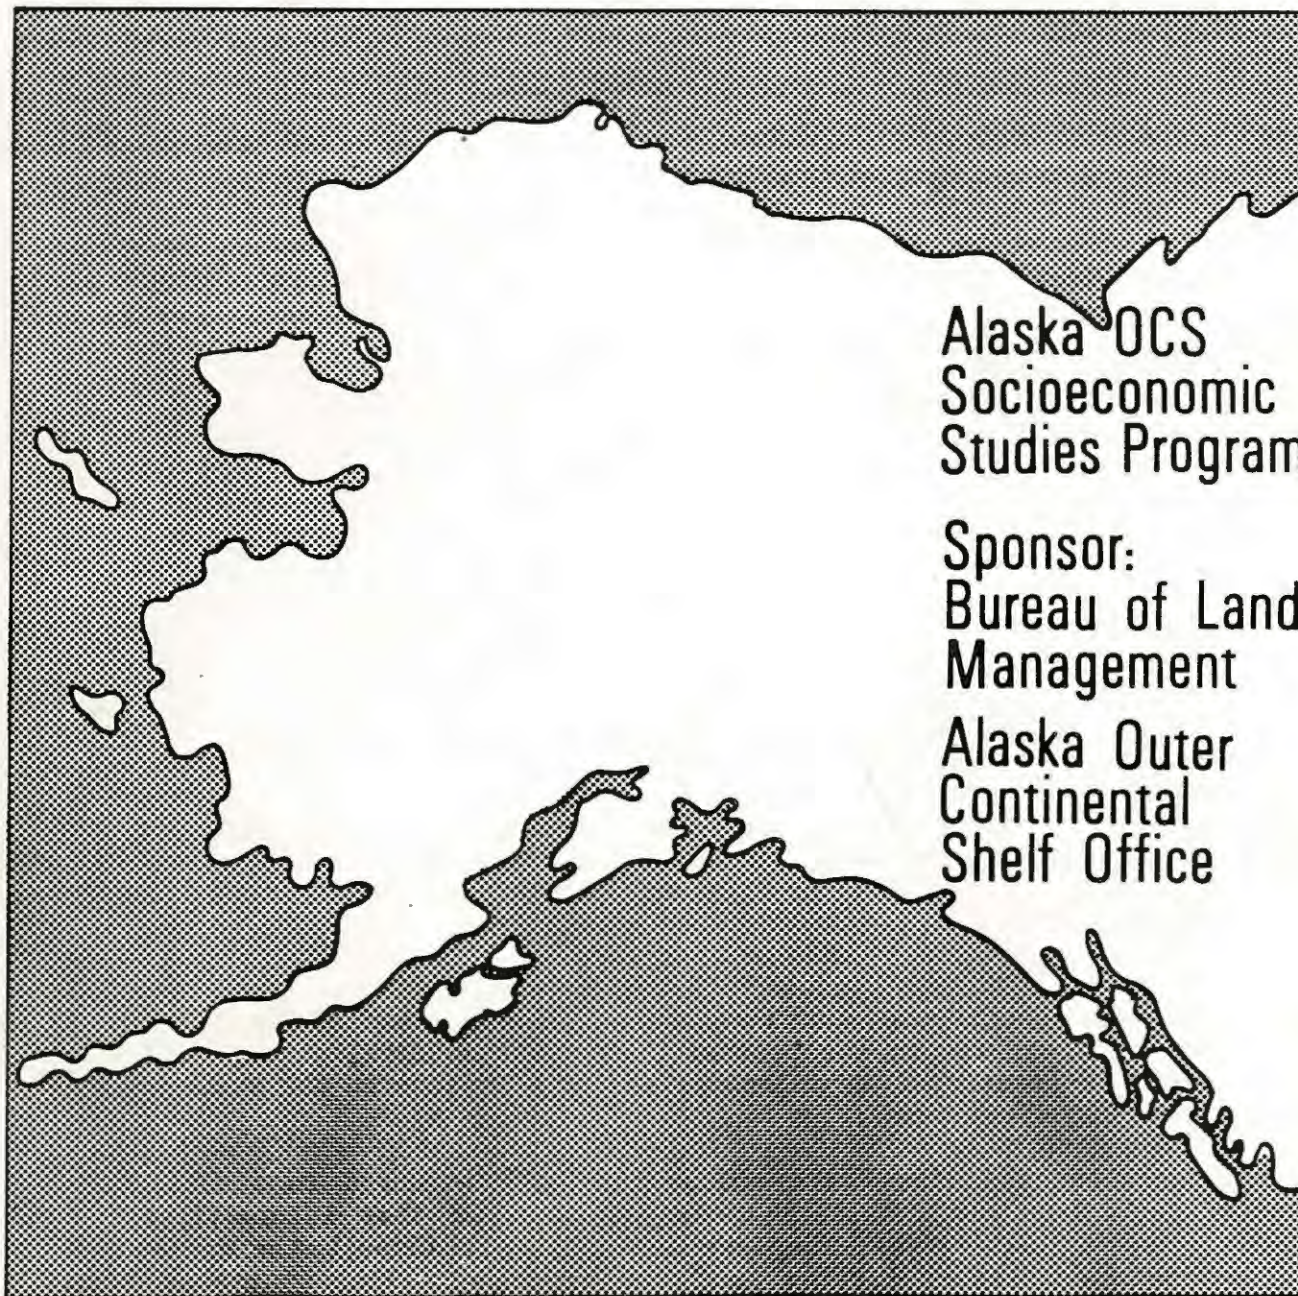 Alaska OCS
Socioeconomic
Studies Program
Sponsor:
Bureau of Land
Management
Alaska Outer
Continental
Shelf Office